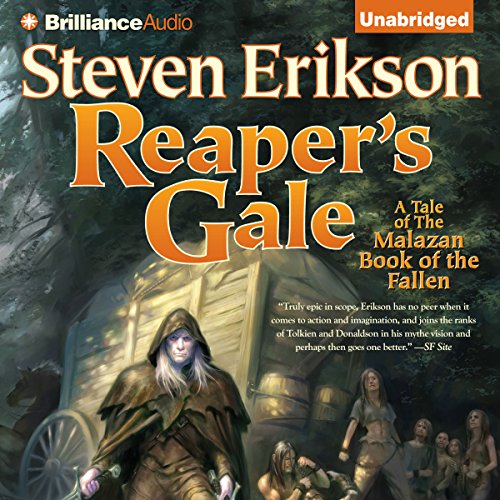 BrillianceAudio
Unabridged
Steven Erikson
Reaper's
Gale
A Tale
of The
Malazan
Book of the
Fallen
“Truly epic in scope, Erikson has no peer when it
comes to action and imagination, and joins the ranks
of Tolkien and Donaldson in his mythe vision and
perhaps then goes one better.” —SF Site